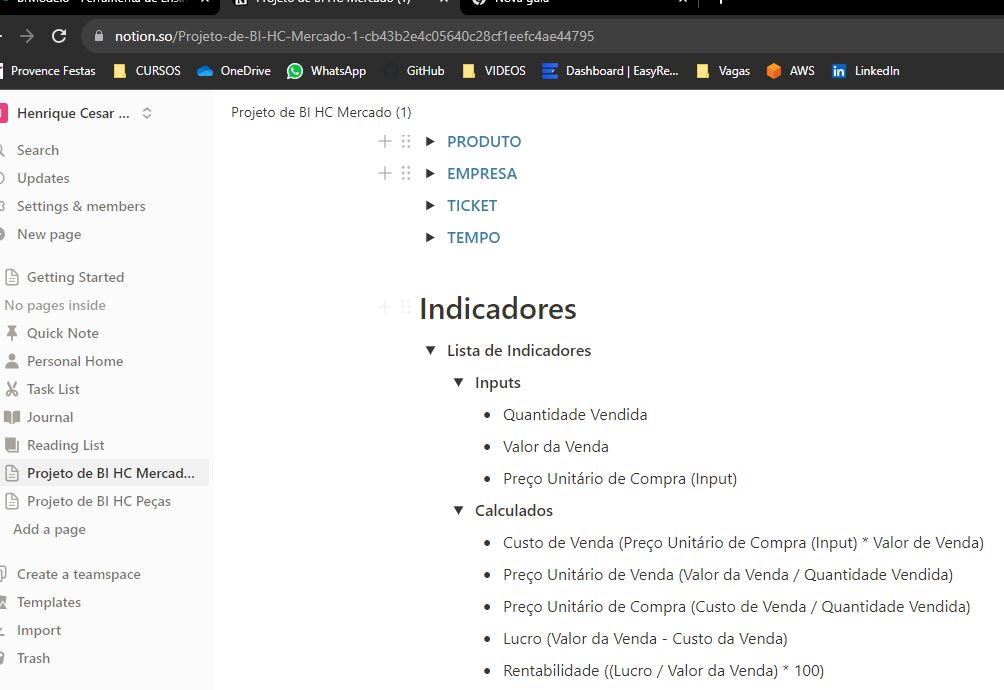 Projeto de BI HC Mercado (1)
Nova guia
notion.so/Projeto-de-BI-HC-Mercado-1-cb43b2e4c05640c28cf1eefc4ae44795
Provence Festas CURSOS OneDrive WhatsApp GitHub VIDEOS Dashboard | EasyRe... Vagas AWS LinkedIn
Henrique Cesar ...
Search
Updates
Settings & members
New page
Getting Started
No pages inside
Quick Note
Personal Home
Task List
Journal
Reading List
Projeto de BI HC Mercad...
Projeto de BI HC Peças
Add a page
Create a teamspace
Templates
Import
Trash
Projeto de BI HC Mercado (1)
PRODUTO
EMPRESA
TICKET
TEMPO
Indicadores
Lista de Indicadores
Inputs
Quantidade Vendida
Valor da Venda
Preço Unitário de Compra (Input)
Calculados
Custo de Venda (Preço Unitário de Compra (Input) * Valor de Venda)
Preço Unitário de Venda (Valor da Venda / Quantidade Vendida)
Preço Unitário de Compra (Custo de Venda / Quantidade Vendida)
Lucro (Valor da Venda - Custo da Venda)
Rentabilidade ((Lucro / Valor da Venda) * 100)